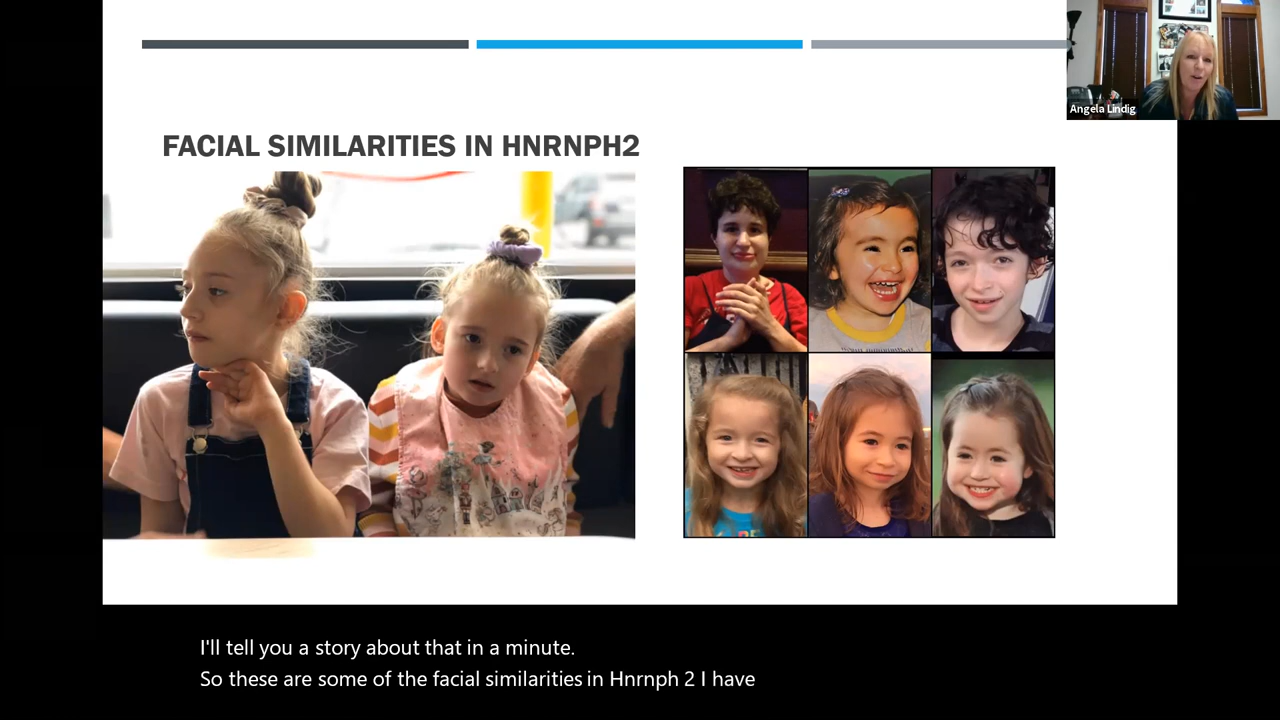 Angela Lindig
FACIAL SIMILARITIES IN HNRNPH2
I'll tell you a story about that in a minute.
So these are some of the facial similarities in Hnrnph 2 I have